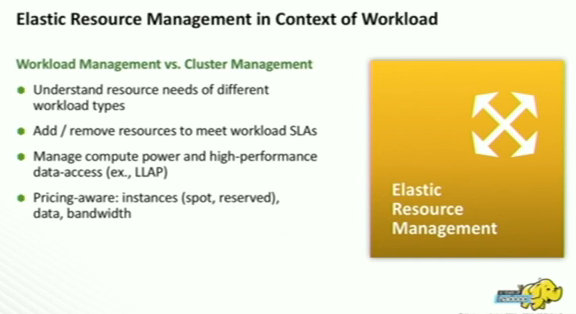 Elastic Resource Management in Context of Workload
Workload Management vs. Cluster Management
Understand resource needs of different
workload types
Add / remove resources to meet workload SLAs
Manage compute power and high-performance
data-access (ex., LLAP)
Pricing-aware: instances (spot, reserved),
data, bandwidth
Elastic
Resource
Management